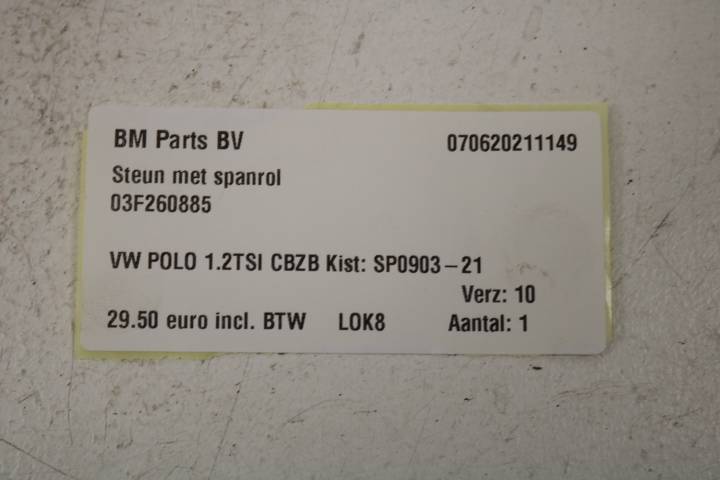 BM Parts BV 070620211149
Steun met spanrol
03F260885
VW POLO 1.2TSI CBZB Kist: SP0903-21
Verz: 10
29.50 euro incl. BTW LOK8 Aantal: 1